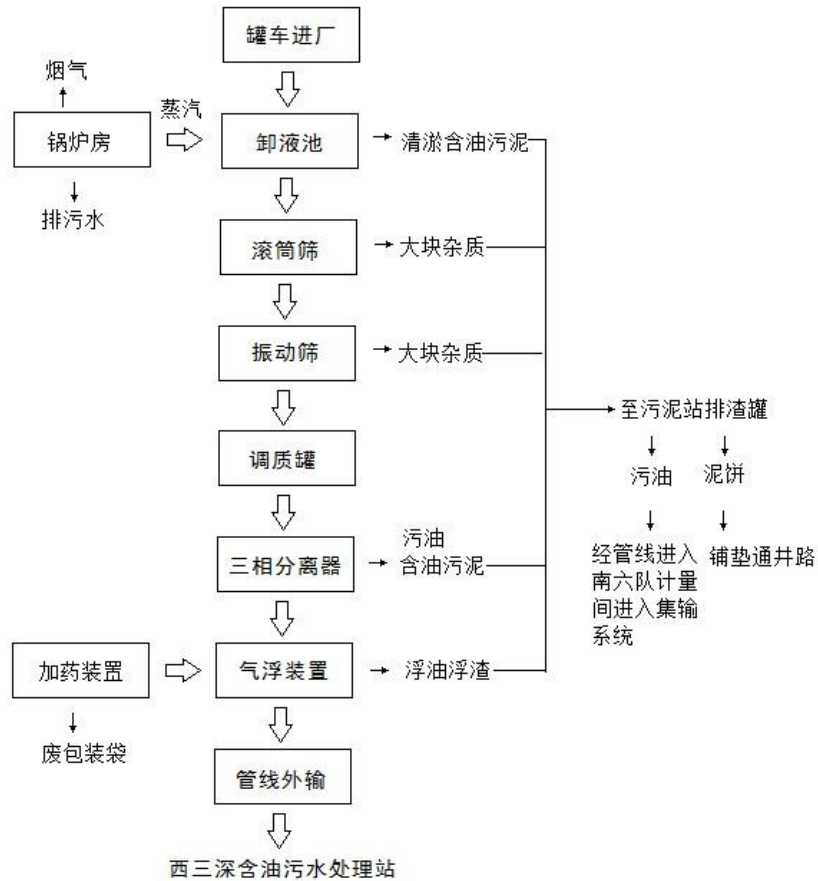 罐车进厂
烟气
蒸汽
锅炉房
卸液池
清淤含油污泥
排污水
滚筒筛
大块杂质
振动筛
大块杂质
至污泥站排渣罐
调质罐
污油
泥饼
三相分离器
污油
含油污泥
经管线进入
南六队计量
间进入集输
系统
铺垫通井路
加药装置
气浮装置
浮油浮渣
废包装袋
管线外输
西三深含油污水处理站